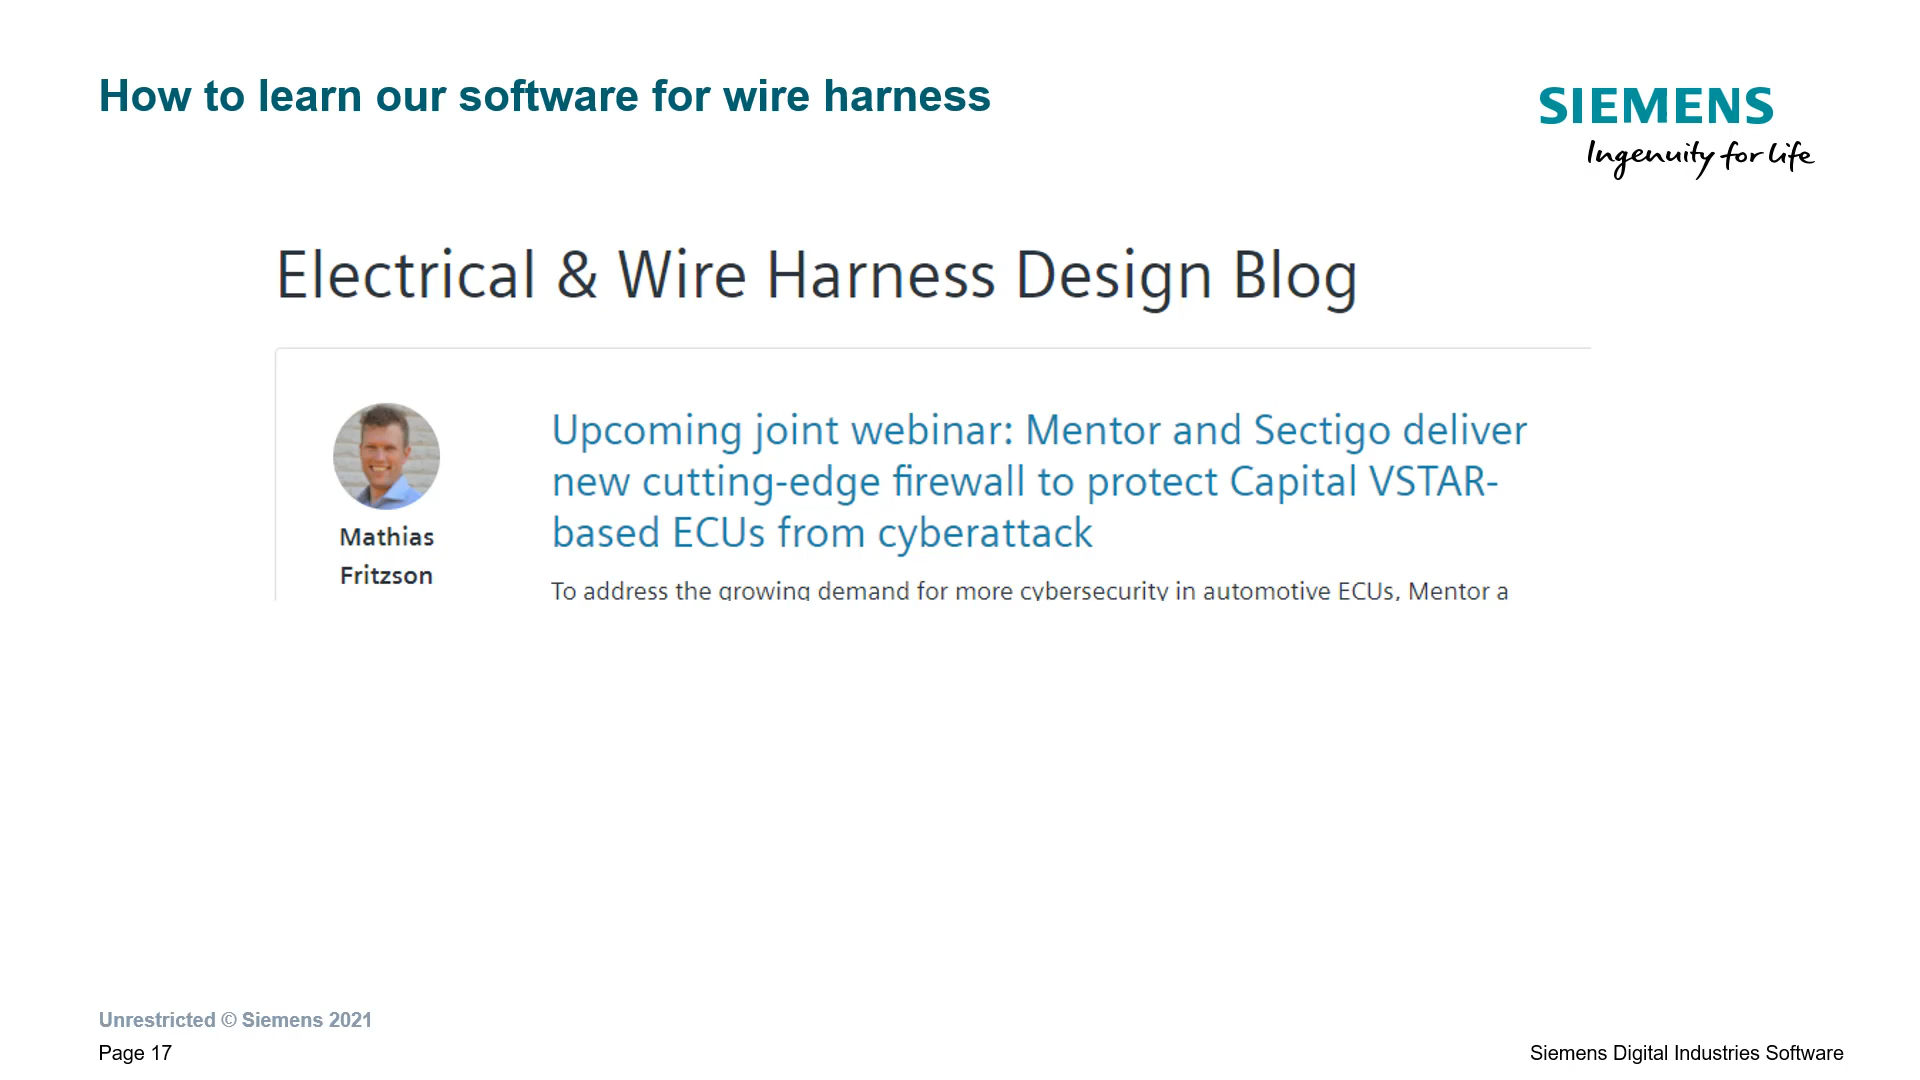 How to learn our software for wire harness
SIEMENS
Ingenuity for life
Electrical & Wire Harness Design Blog
Upcoming joint webinar: Mentor and Sectigo deliver
new cutting-edge firewall to protect Capital VSTAR-
based ECUs from cyberattack
Mathias
Fritzson
To address the growing demand for more cybersecurity in automotive ECUs, Mentor a
Unrestricted © Siemens 2021
Page 17
Siemens Digital Industries Software